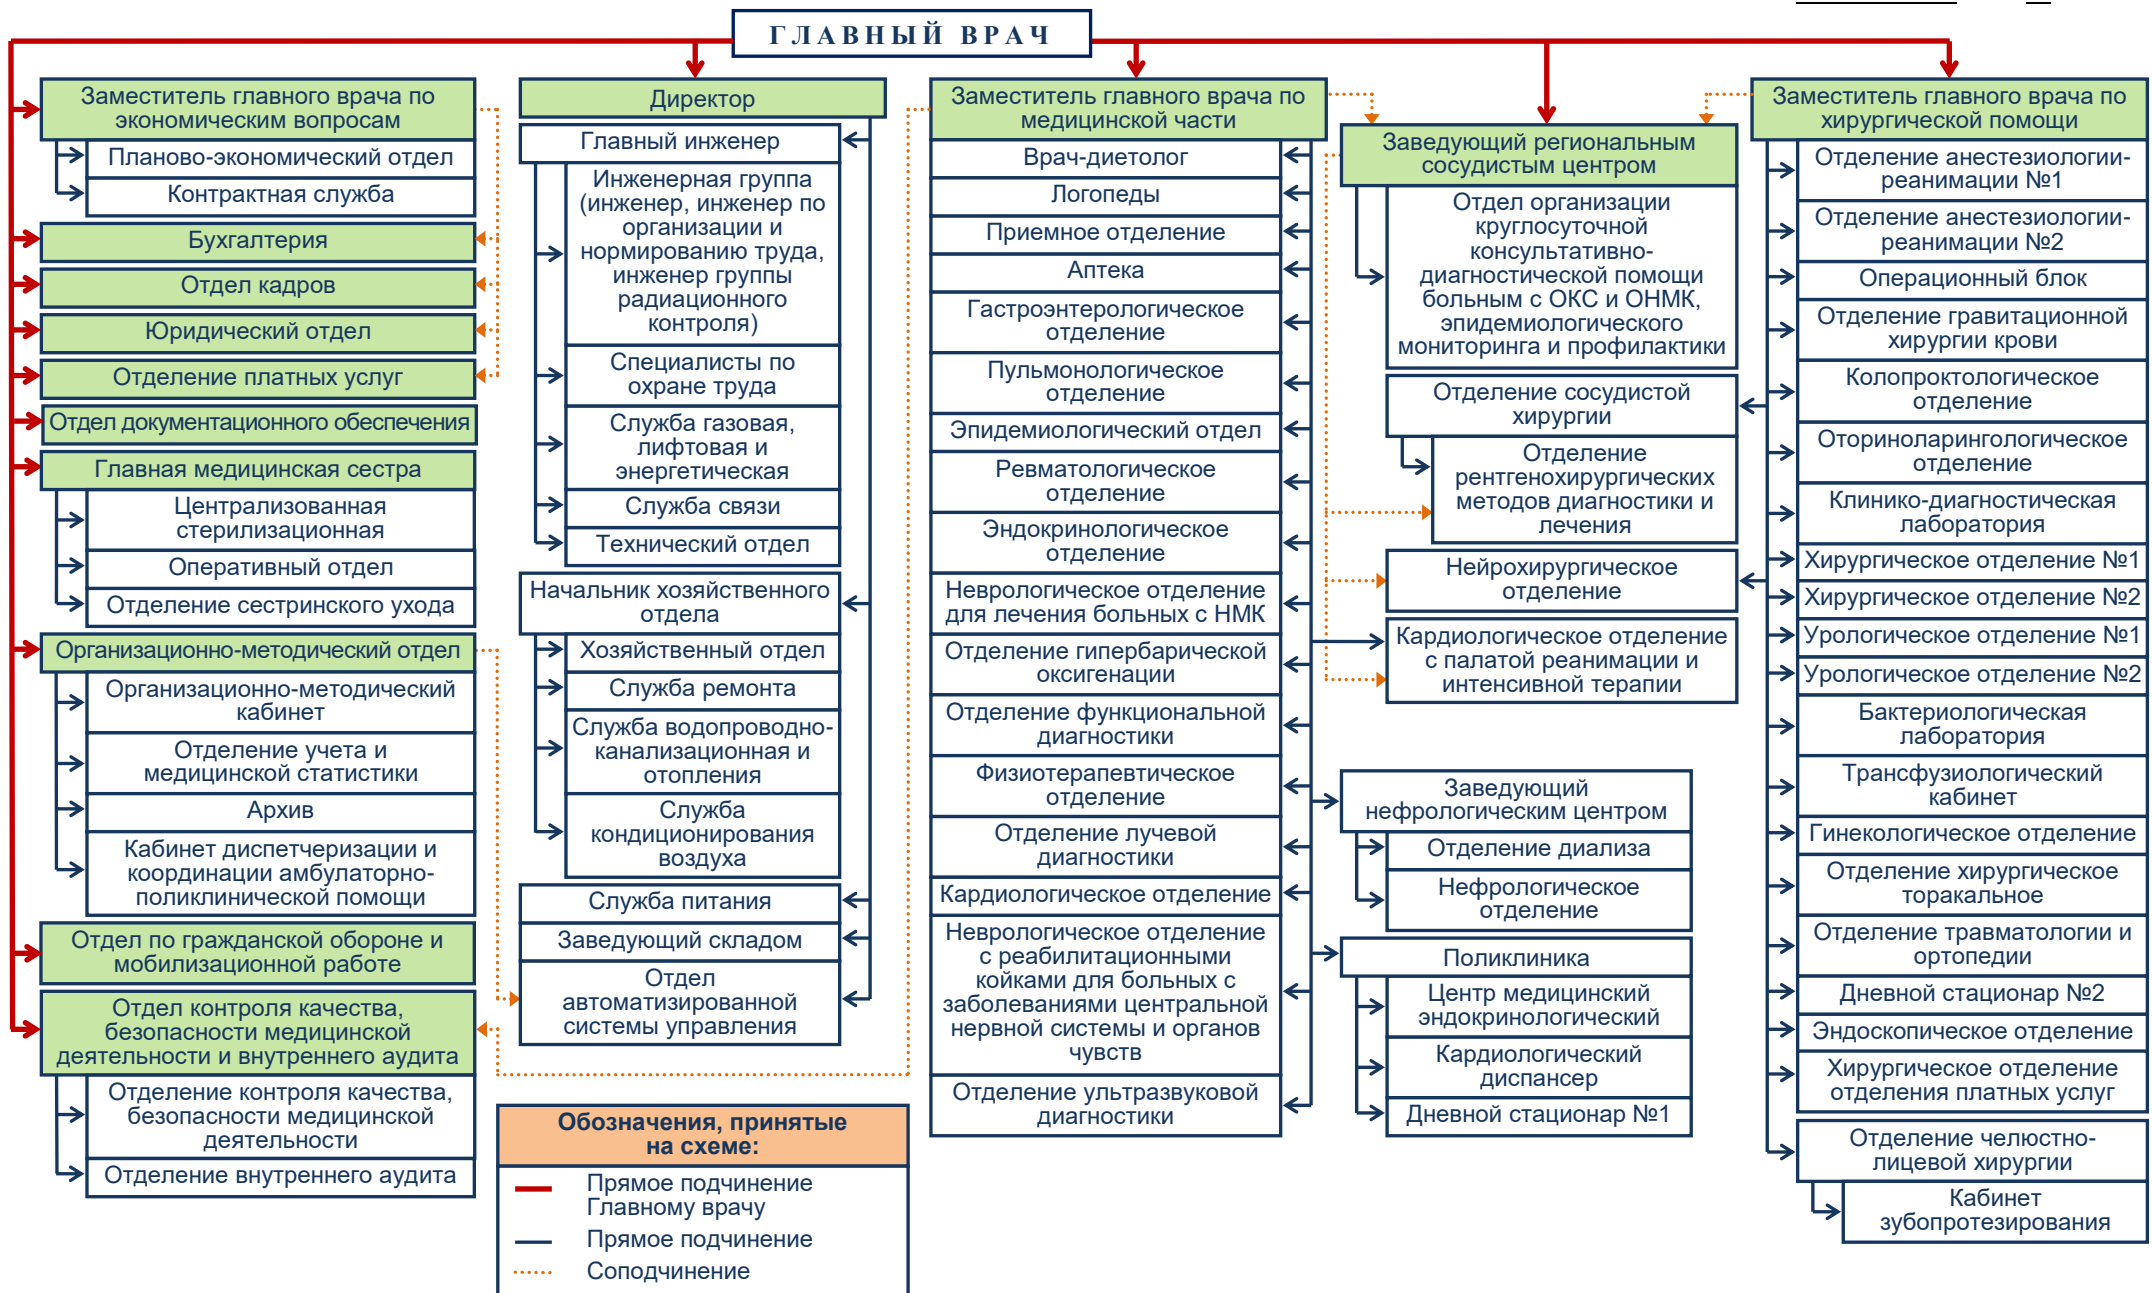 ГЛАВНЫЙ ВРАЧ
Заместитель главного врача по
экономическим вопросам
Планово-экономический отдел
Контрактная служба
Бухгалтерия
Отдел кадров
Юридический отдел
Отделение платных услуг
Отдел документационного обеспечения
Главная медицинская сестра
Централизованная
стерилизационная
Оперативный отдел
Отделение сестринского ухода
Организационно-методический отдел
Организационно-методический
кабинет
Отделение учета и
медицинской статистики
Архив
Кабинет диспетчеризации и
координации амбулаторно-
поликлинической помощи
Отдел по гражданской обороне и
мобилизационной работе
Отдел контроля качества,
безопасности медицинской
деятельности и внутреннего аудита
Отделение контроля качества,
безопасности медицинской
деятельности
Отделение внутреннего аудита
Директор
Главный инженер
Инженерная группа
(инженер, инженер по
организации и
нормированию труда,
инженер группы
радиационного
контроля)
Специалисты по
охране труда
Служба газовая,
лифтовая и
энергетическая
Служба связи
Технический отдел
Начальник хозяйственного
отдела
Хозяйственный отдел
Служба ремонта
Служба водопроводно-
канализационная и
отопления
Служба
кондиционирования
воздуха
Служба питания
Заведующий складом
Отдел
автоматизированной
системы управления
Обозначения, принятые
на схеме:
Прямое подчинение
Главному врачу
Прямое подчинение
Соподчинение
Заместитель главного врача по
медицинской части
Врач-диетолог
Логопеды
Приемное отделение
Аптека
Гастроэнтерологическое
отделение
Пульмонологическое
отделение
Эпидемиологический отдел
Ревматологическое
отделение
Эндокринологическое
отделение
Неврологическое отделение
для лечения больных с НМК
Отделение гипербарической
оксигенации
Отделение функциональной
диагностики
Физиотерапевтическое
отделение
Отделение лучевой
диагностики
Кардиологическое отделение
Неврологическое отделение
с реабилитационными
койками для больных с
заболеваниями центральной
нервной системы и органов
чувств
Отделение ультразвуковой
диагностики
Заведующий региональным
сосудистым центром
Отдел организации
круглосуточной
консультативно-
диагностической помощи
больным с ОКС и ОНМК,
эпидемиологического
мониторинга и профилактики
Отделение сосудистой
хирургии
Отделение
рентгенохирургических
методов диагностики и
лечения
Нейрохирургическое
отделение
Кардиологическое отделение
с палатой реанимации и
интенсивной терапии
Заведующий
нефрологическим центром
Отделение диализа
Нефрологическое
отделение
Поликлиника
Центр медицинский
эндокринологический
Кардиологический
диспансер
Дневной стационар №1
Заместитель главного врача по
хирургической помощи
Отделение анестезиологии-
реанимации №1
Отделение анестезиологии-
реанимации №2
Операционный блок
Отделение гравитационной
хирургии крови
Колопроктологическое
отделение
Оториноларингологическое
отделение
Клинико-диагностическая
лаборатория
Хирургическое отделение №1
Хирургическое отделение №2
Урологическое отделение №1
Урологическое отделение №2
Бактериологическая
лаборатория
Трансфузиологический
кабинет
Гинекологическое отделение
Отделение хирургическое
торакальное
Отделение травматологии и
ортопедии
Дневной стационар №2
Эндоскопическое отделение
Хирургическое отделение
отделения платных услуг
Отделение челюстно-
лицевой хирургии
Кабинет
зубопротезирования